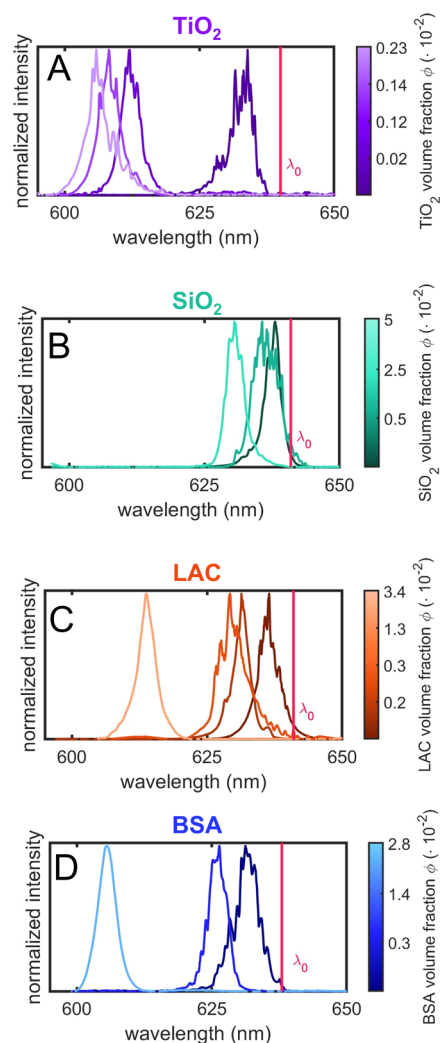 TiO2
A
normalized intensity
λ0
600 625 650
wavelength (nm)
0.23
0.14
0.12
0.02
TiO2 volume fraction ϕ (· 10-2)
SiO2
B
normalized intensity
λ0
600 625 650
wavelength (nm)
5
2.5
0.5
SiO2 volume fraction ϕ (· 10-2)
LAC
C
normalized intensity
λ0
600 625 650
wavelength (nm)
3.4
1.3
0.3
0.2
LAC volume fraction ϕ (· 10-2)
BSA
D
normalized intensity
λ0
600 625 650
wavelength (nm)
2.8
1.4
0.3
BSA volume fraction ϕ (· 10-2)